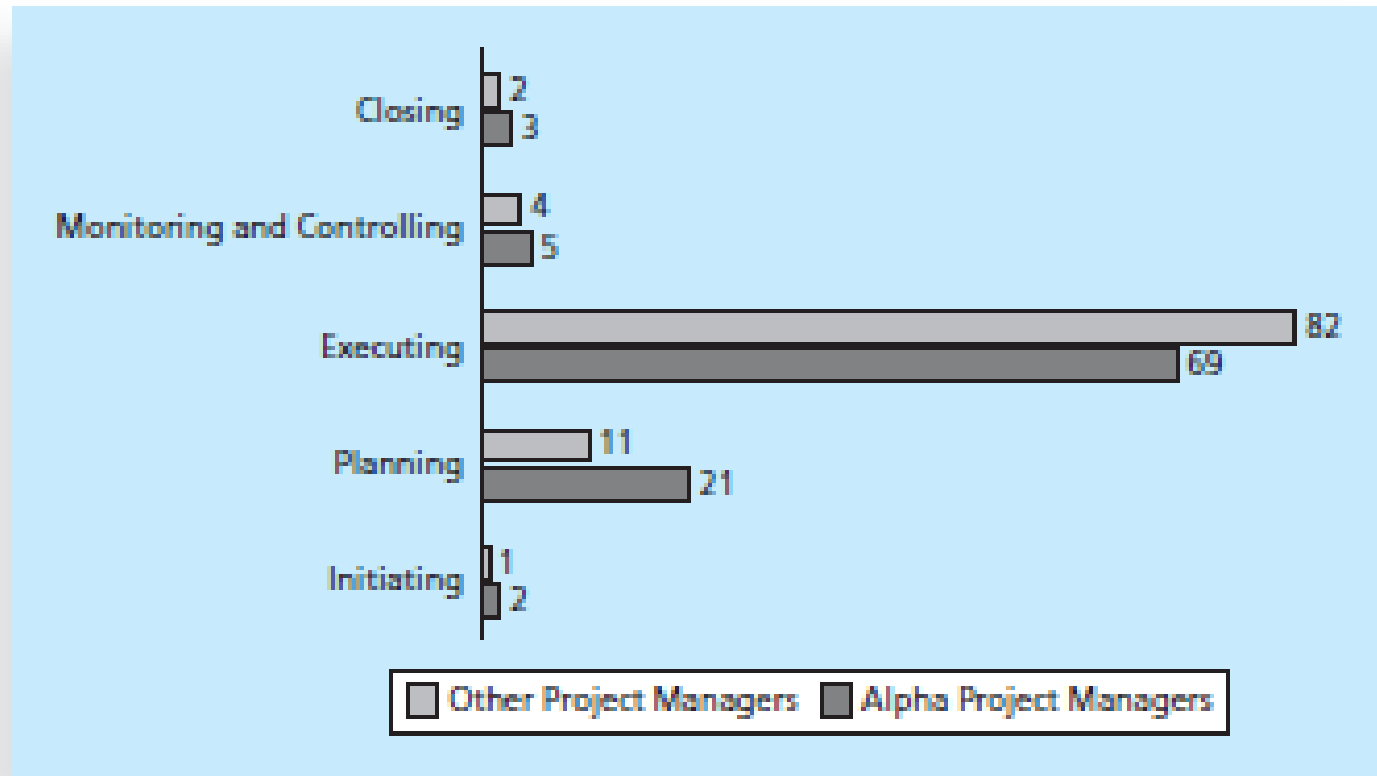 Closing 2
3
Monitoring and Controlling 4
5
Executing 82
69
Planning 11
21
Initiating 1
2
Other Project Managers Alpha Project Managers